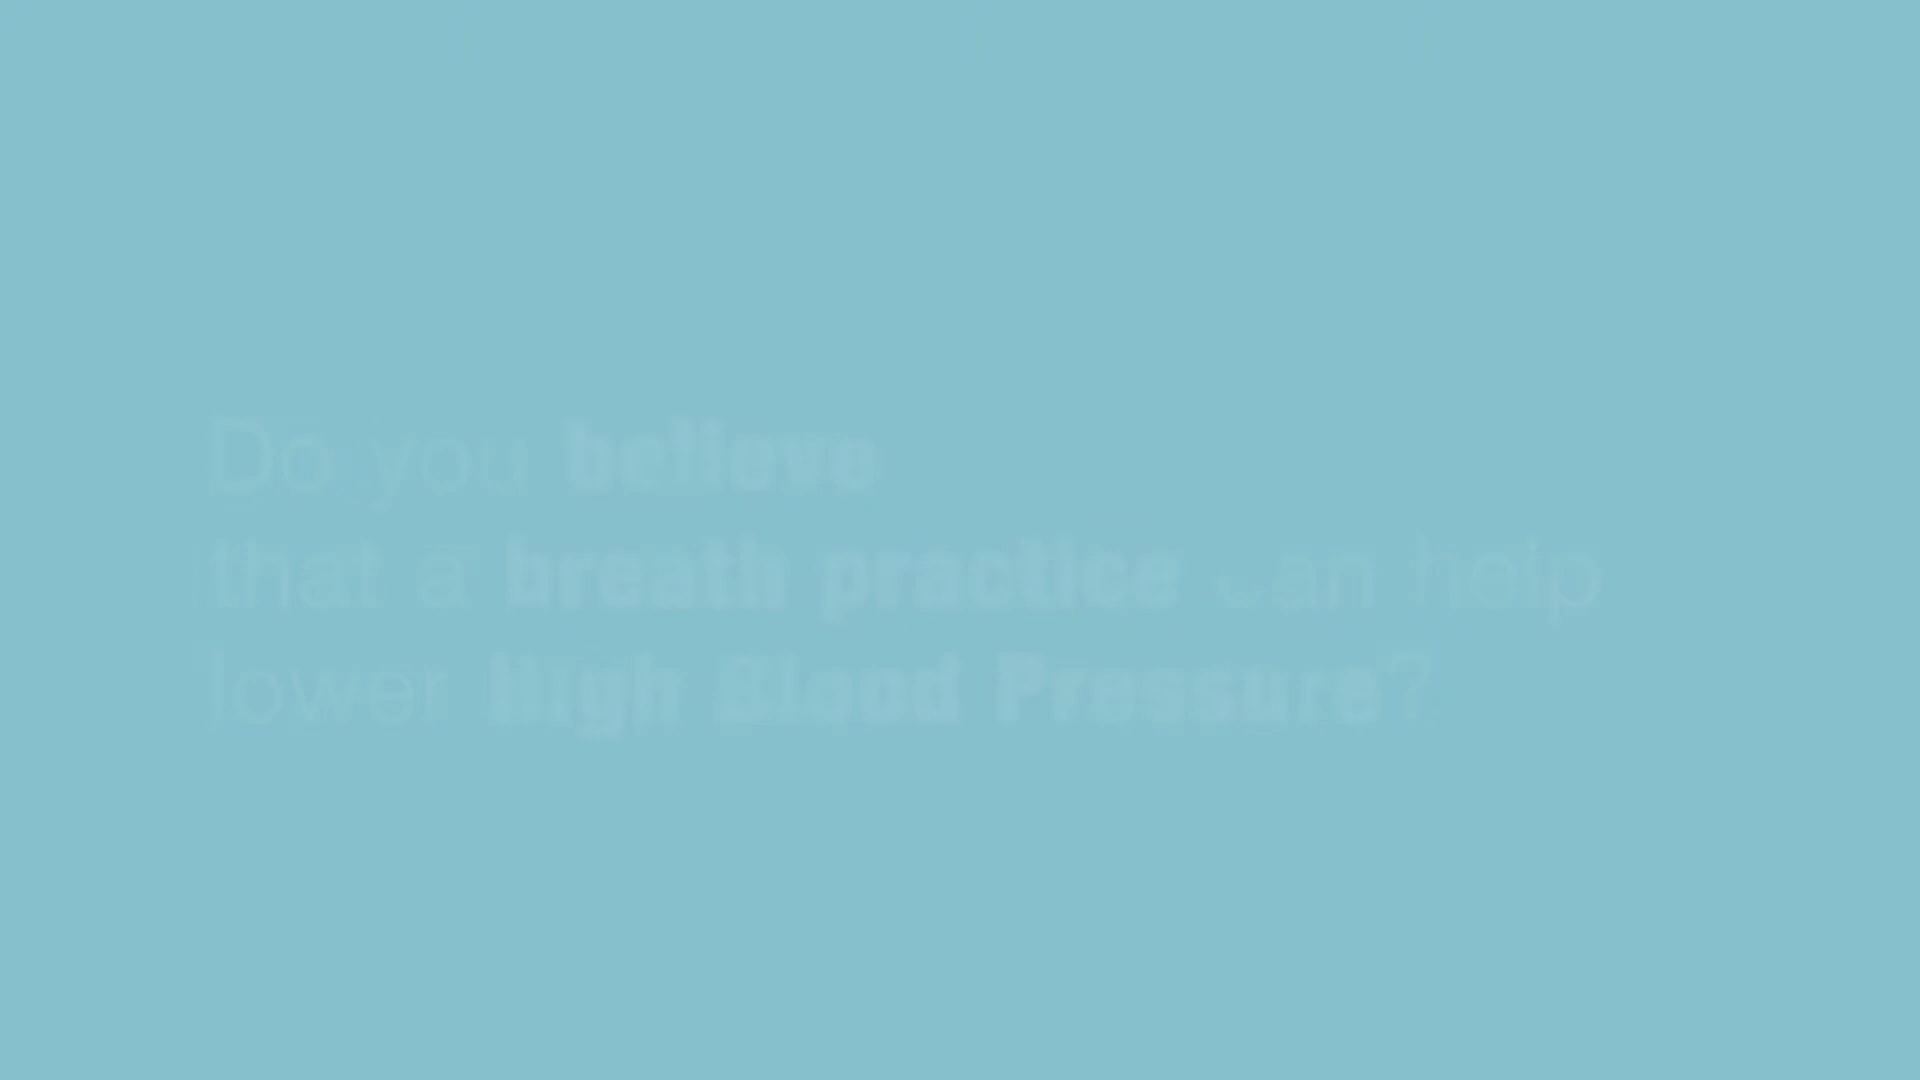 Do you believe
that a breath practice can help
lower High Blood Pressure?